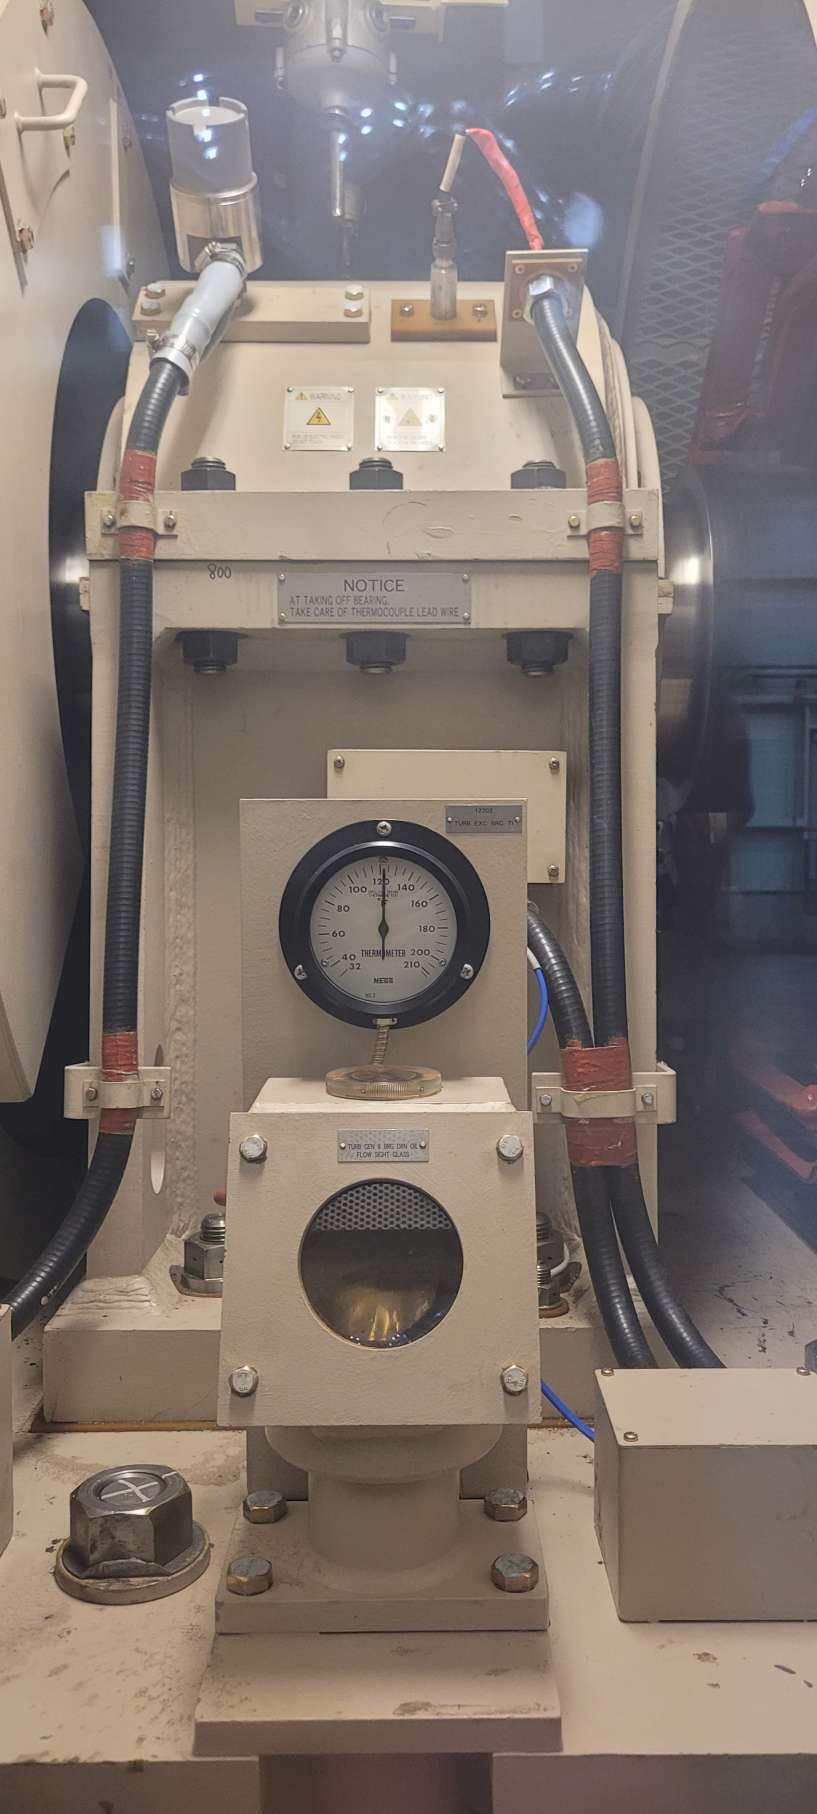 WARNING
WARNING
800
NOTICE
AT TAKING OFF BEARING,
TAKE CARE OF THERMOCOUPLE LEAD WIRE
TURB EXC BRG TI
120
100
140
80
160
60
180
THERMOMETER
40
200
32
210
NESS
TURB GEN # BRG DRN OIL
FLOW SIGHT GLASS